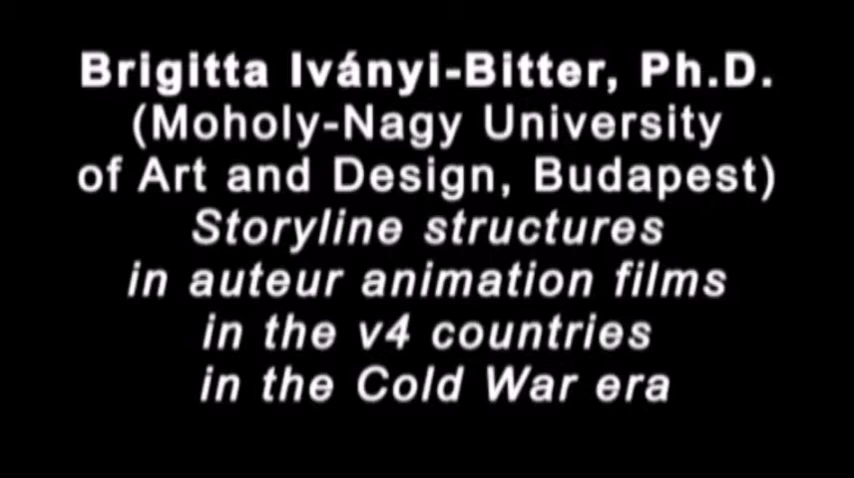 Brigitta Iványi-Bitter, Ph.D.
(Moholy-Nagy University
of Art and Design, Budapest)
Storyline structures
in auteur animation films
in the v4 countries
in the Cold War era